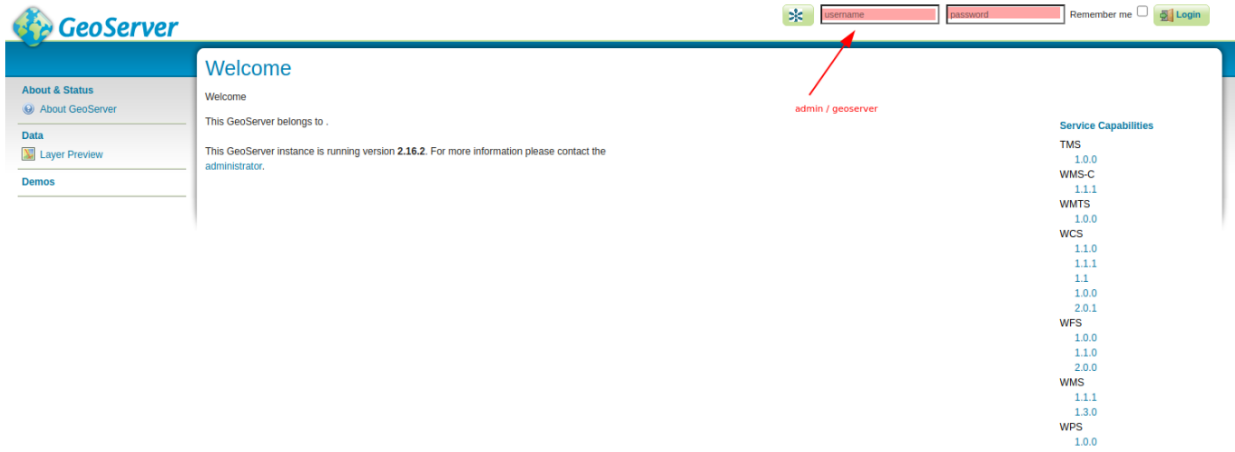 GeoServer
username
password
Remember me
Login
Welcome
About & Status
About GeoServer
Data
Layer Preview
Demos
Welcome
This GeoServer belongs to .
This GeoServer instance is running version 2.16.2. For more information please contact the
administrator.
admin / geoserver
Service Capabilities
TMS
1.0.0
WMS-C
1.1.1
WMTS
1.0.0
WCS
1.1.0
1.1.1
1.1
1.0.0
2.0.1
WFS
1.0.0
1.1.0
2.0.0
WMS
1.1.1
1.3.0
WPS
1.0.0